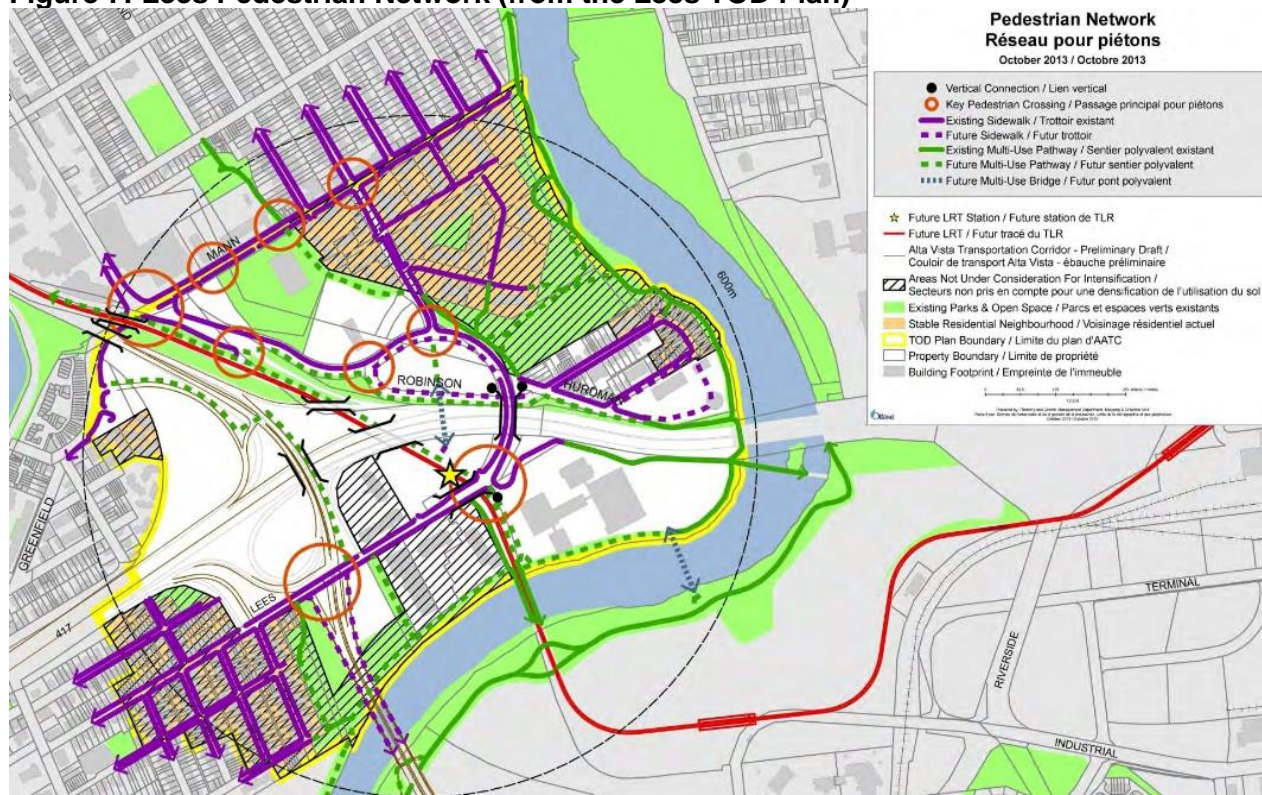 Figure 7: Lees Pedestrian Network (from the Lees TOD Plan)
Pedestrian Network
Réseau pour piétons
October 2013 / Octobre 2013
Vertical Connection / Lien vertical
Key Pedestrian Crossing / Passage principal pour piétons
Existing Sidewalk / Trottoir existant
Future Sidewalk / Futur trottoir
Existing Multi-Use Pathway / Sentier polyvalent existant
Future Multi-Use Pathway / Futur sentier polyvalent
Future Multi-Use Bridge / Futur pont polyvalent
Future LRT Station / Future station de TLR
Future LRT / Futur tracé du TLR
Alta Vista Transportation Corridor - Preliminary Draft /
Couloir de transport Alta Vista - ébauche préliminaire
Areas Not Under Consideration For Intensification /
Secteurs non pris en compte pour une densification de l'utilisation du sol
Existing Parks & Open Space / Parcs et espaces verts existants
Stable Residential Neighbourhood / Voisinage résidentiel actuel
TOD Plan Boundary / Limite du plan d'AATC
Property Boundary / Limite de propriété
Building Footprint / Empreinte de l'immeuble
Ottawa
MANN
600m
ROBINSON
HURDMAN
GREENFIELD
LEES
417
TERMINAL
RIVERSIDE
INDUSTRIAL